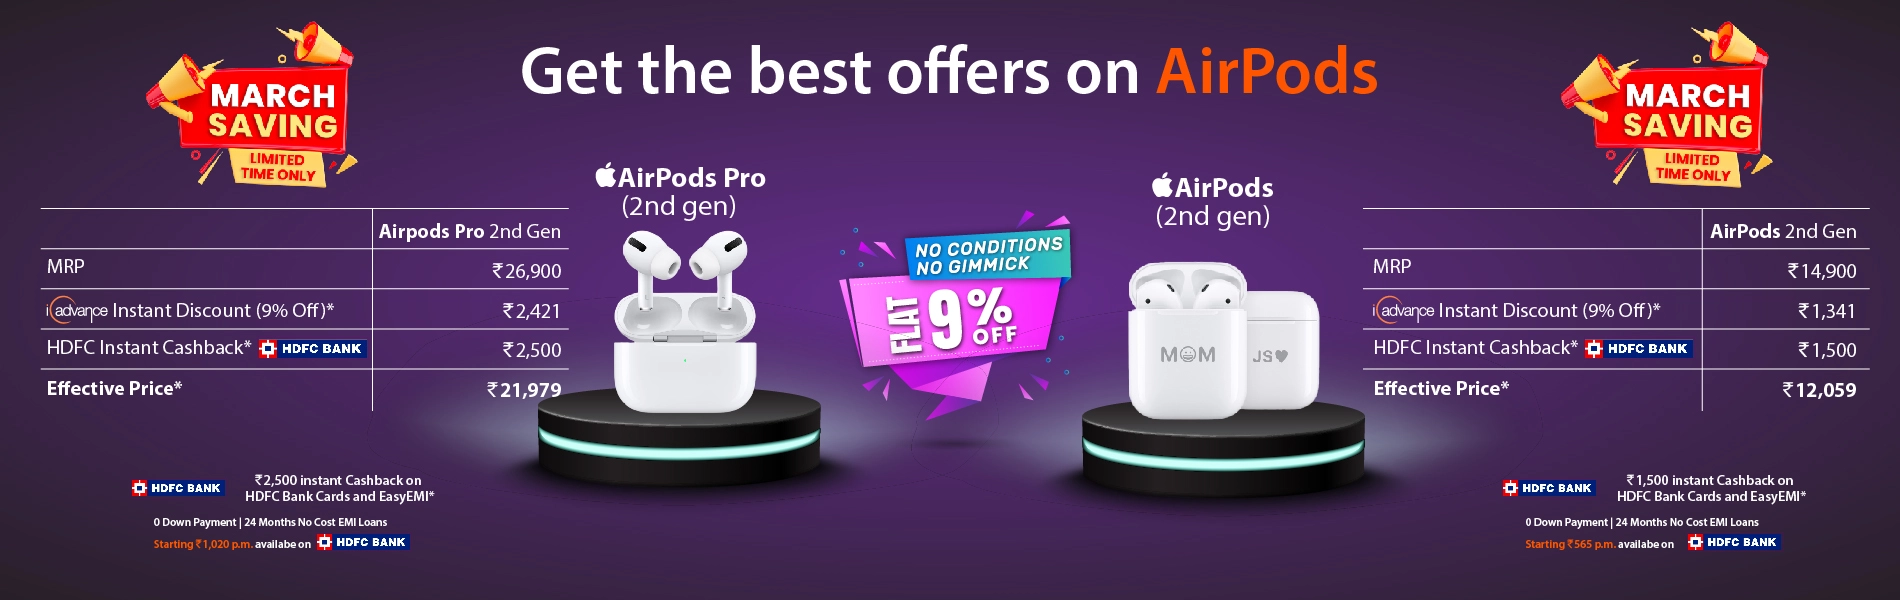 Get the best offers on AirPods
MARCH
SAVING
LIMITED
TIME ONLY
Airpods Pro 2nd Gen
MRP ₹26,900
iadvance Instant Discount (9% Off)* ₹2,421
HDFC Instant Cashback* HDFC BANK ₹2,500
Effective Price* ₹21,979
HDFC BANK
₹2,500 instant Cashback on
HDFC Bank Cards and EasyEMI*
0 Down Payment | 24 Months No Cost EMI Loans
Starting ₹1,020 p.m. availabe on HDFC BANK
AirPods Pro
(2nd gen)
NO CONDITIONS
NO GIMMICK
FLAT 9% OFF
AirPods
(2nd gen)
M😀M
JS♥
MARCH
SAVING
LIMITED
TIME ONLY
AirPods 2nd Gen
MRP ₹14,900
iadvance Instant Discount (9% Off)* ₹1,341
HDFC Instant Cashback* HDFC BANK ₹1,500
Effective Price* ₹12,059
HDFC BANK
₹1,500 instant Cashback on
HDFC Bank Cards and EasyEMI*
0 Down Payment | 24 Months No Cost EMI Loans
Starting ₹565 p.m. availabe on HDFC BANK